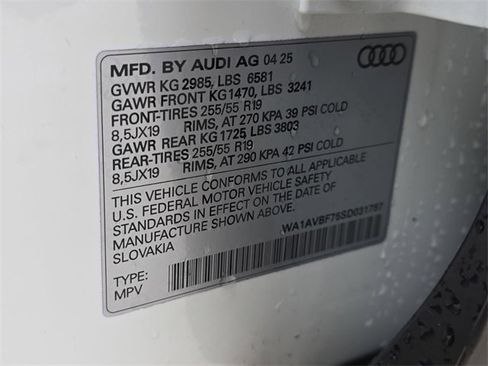 MFD. BY AUDI AG 04 25
GVWR KG 2985, LBS 6581
GAWR FRONT KG1470, LBS 3241
FRONT-TIRES 255/55 R19
8,5JX19 RIMS, AT 270 KPA 39 PSI COLD
GAWR REAR KG 1725 LBS 3803
REAR-TIRES 255/55 R19
8,5JX19 RIMS, AT 290 KPA 42 PSI COLD
THIS VEHICLE CONFORMS TO ALL APPLICABLE
U.S. FEDERAL MOTOR VEHICLE SAFETY
STANDARDS IN EFFECT ON THE DATE OF
MANUFACTURE SHOWN ABOVE.
SLOVAKIA
WA1AVBF75SD031787
TYPE:
MPV